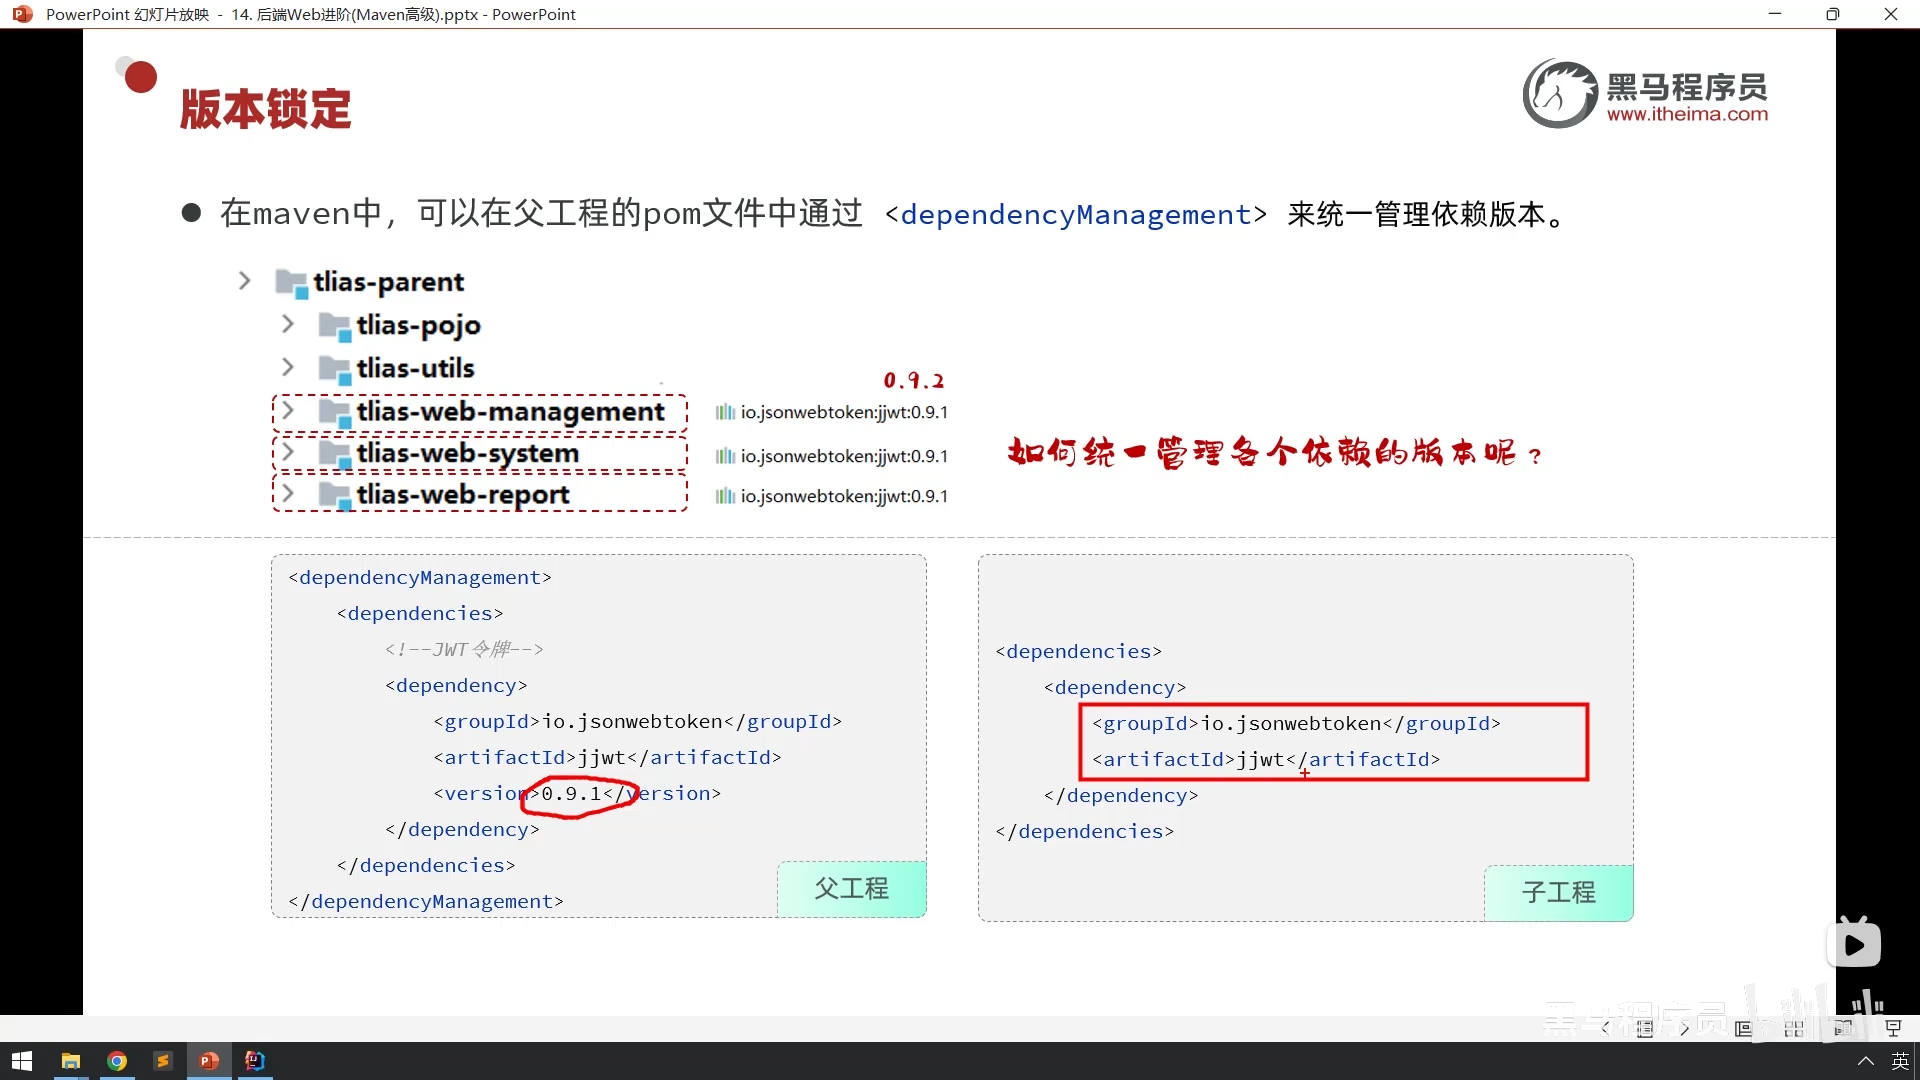 PowerPoint 幻灯片放映 - 14. 后端Web进阶(Maven高级).pptx - PowerPoint
版本锁定
黑马程序员
www.itheima.com
在maven中，可以在父工程的pom文件中通过 <dependencyManagement> 来统一管理依赖版本。
tlias-parent
tlias-pojo
tlias-utils
0.9.2
tlias-web-management io.jsonwebtoken:jjwt:0.9.1
如何统一管理各个依赖的版本呢？
tlias-web-system io.jsonwebtoken:jjwt:0.9.1
tlias-web-report io.jsonwebtoken:jjwt:0.9.1
<dependencyManagement>
<dependencies>
<!--JWT令牌-->
<dependency>
<groupId>io.jsonwebtoken</groupId>
<artifactId>jjwt</artifactId>
<version>0.9.1</version>
</dependency>
</dependencies>
</dependencyManagement>
父工程
<dependencies>
<dependency>
<groupId>io.jsonwebtoken</groupId>
<artifactId>jjwt</artifactId>
</dependency>
</dependencies>
子工程
黑马程序员 bilibili
英